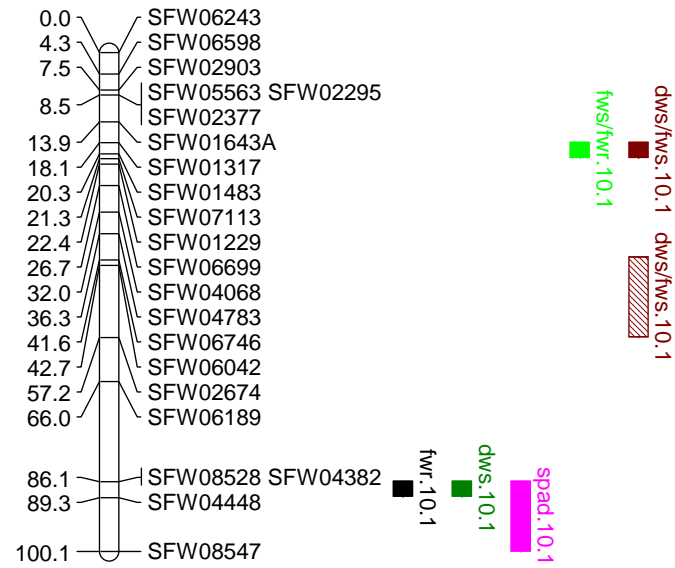 0.0 SFW06243
4.3 SFW06598
7.5 SFW02903
8.5 SFW05563 SFW02295
SFW02377
13.9 SFW01643A
18.1 SFW01317
20.3 SFW01483
21.3 SFW07113
22.4 SFW01229
26.7 SFW06699
32.0 SFW04068
36.3 SFW04783
41.6 SFW06746
42.7 SFW06042
57.2 SFW02674
66.0 SFW06189
86.1 SFW08528 SFW04382
89.3 SFW04448
100.1 SFW08547
fws/fwr.10.1
dws/fws.10.1
dws/fws.10.1
fwr.10.1
dws.10.1
spad.10.1